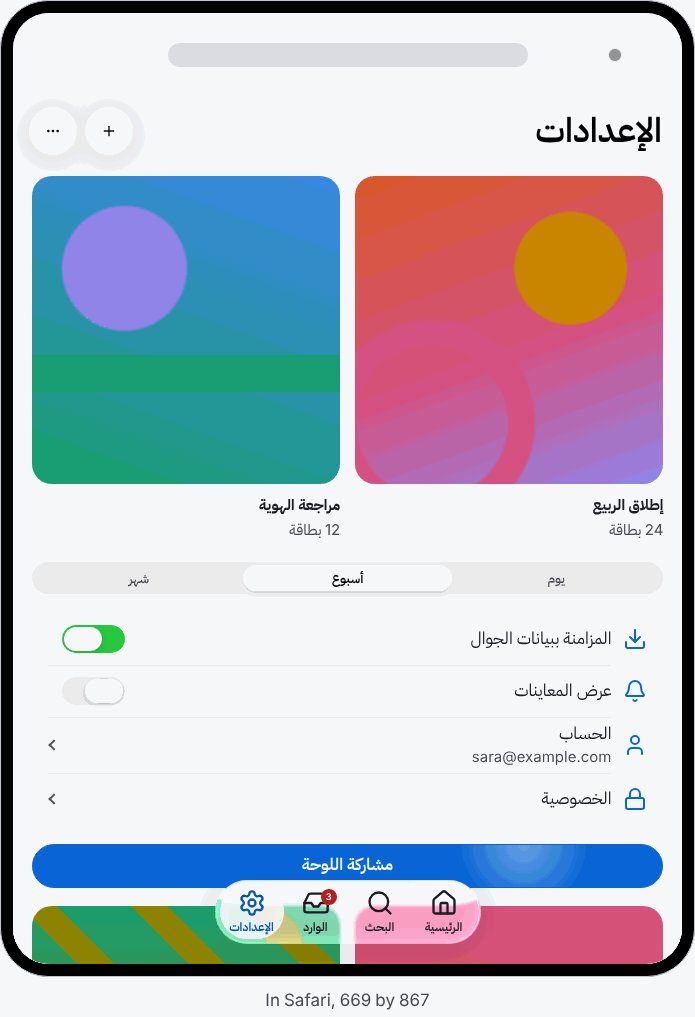 الإعدادات
إطلاق الربيع
24 بطاقة
مراجعة الهوية
12 بطاقة
يوم
أسبوع
شهر
المزامنة ببيانات الجوال
عرض المعاينات
الحساب
sara@example.com
الخصوصية
مشاركة اللوحة
الرئيسية
البحث
3
الوارد
الإعدادات
In Safari, 669 by 867